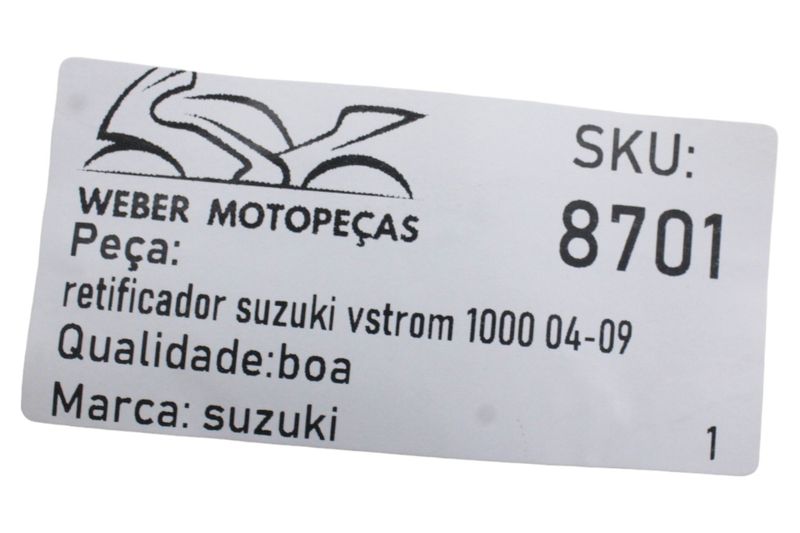 WEBER MOTOPEÇAS
SKU:
8701
Peça:
retificador suzuki vstrom 1000 04-09
Qualidade:boa
Marca: suzuki
1